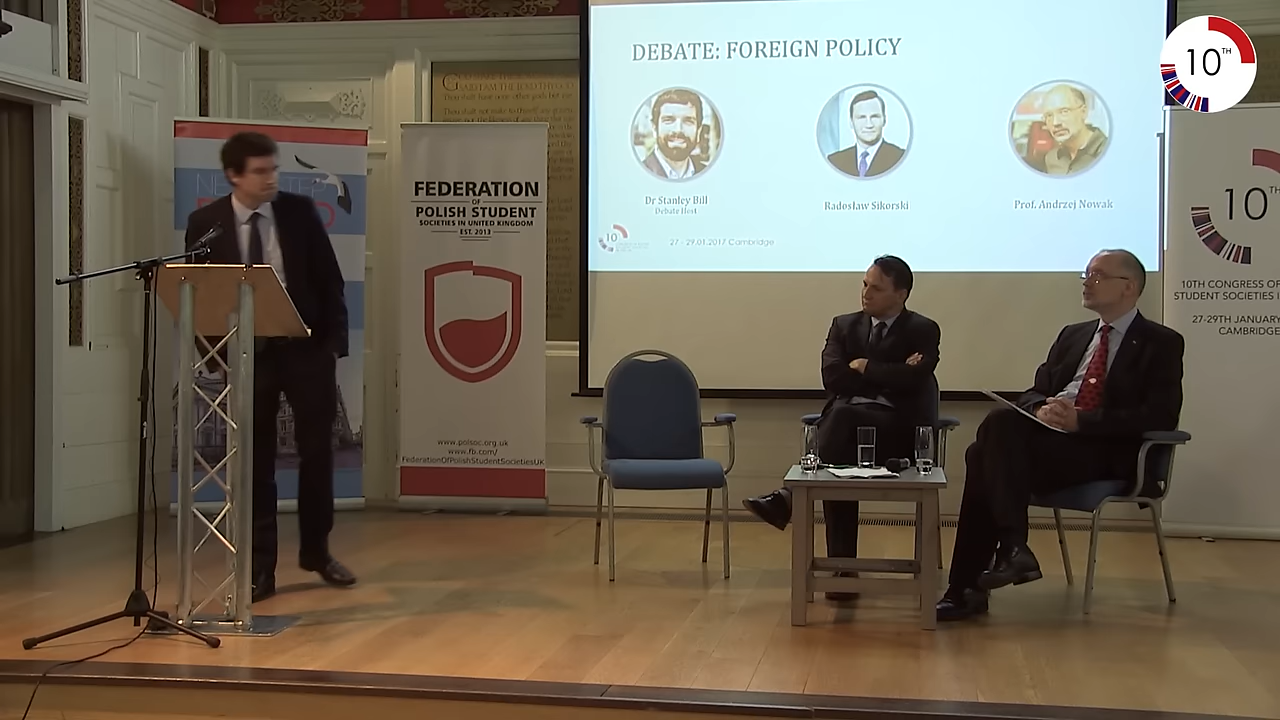 DEBATE: FOREIGN POLICY
Dr Stanley Bill
Debate Host
Radosław Sikorski
Prof. Andrzej Nowak
10
27 - 29.01.2017 Cambridge
10TH
FEDERATION
OF
POLISH STUDENT
SOCIETIES IN UNITED KINGDOM
EST. 2013
www.polsoc.org.uk
www.fb.com/
FederationOfPolishStudentSocietiesUK
10TH
10TH CONGRESS OF
STUDENT SOCIETIES
27-29TH JANUARY
CAMBRIDGE